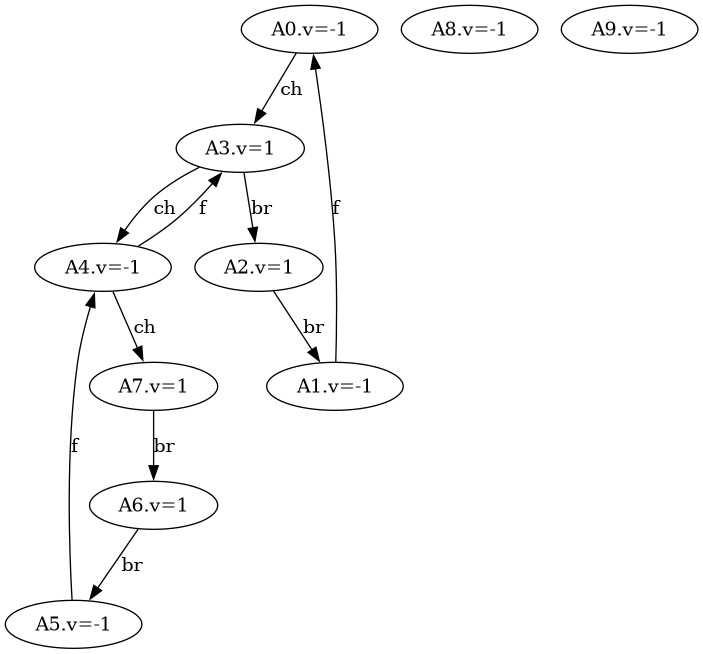 A0.v=-1
A8.v=-1
A9.v=-1
ch
A3.v=1
ch
f
br
f
A4.v=-1
A2.v=1
ch
br
A7.v=1
A1.v=-1
f
br
A6.v=1
br
A5.v=-1